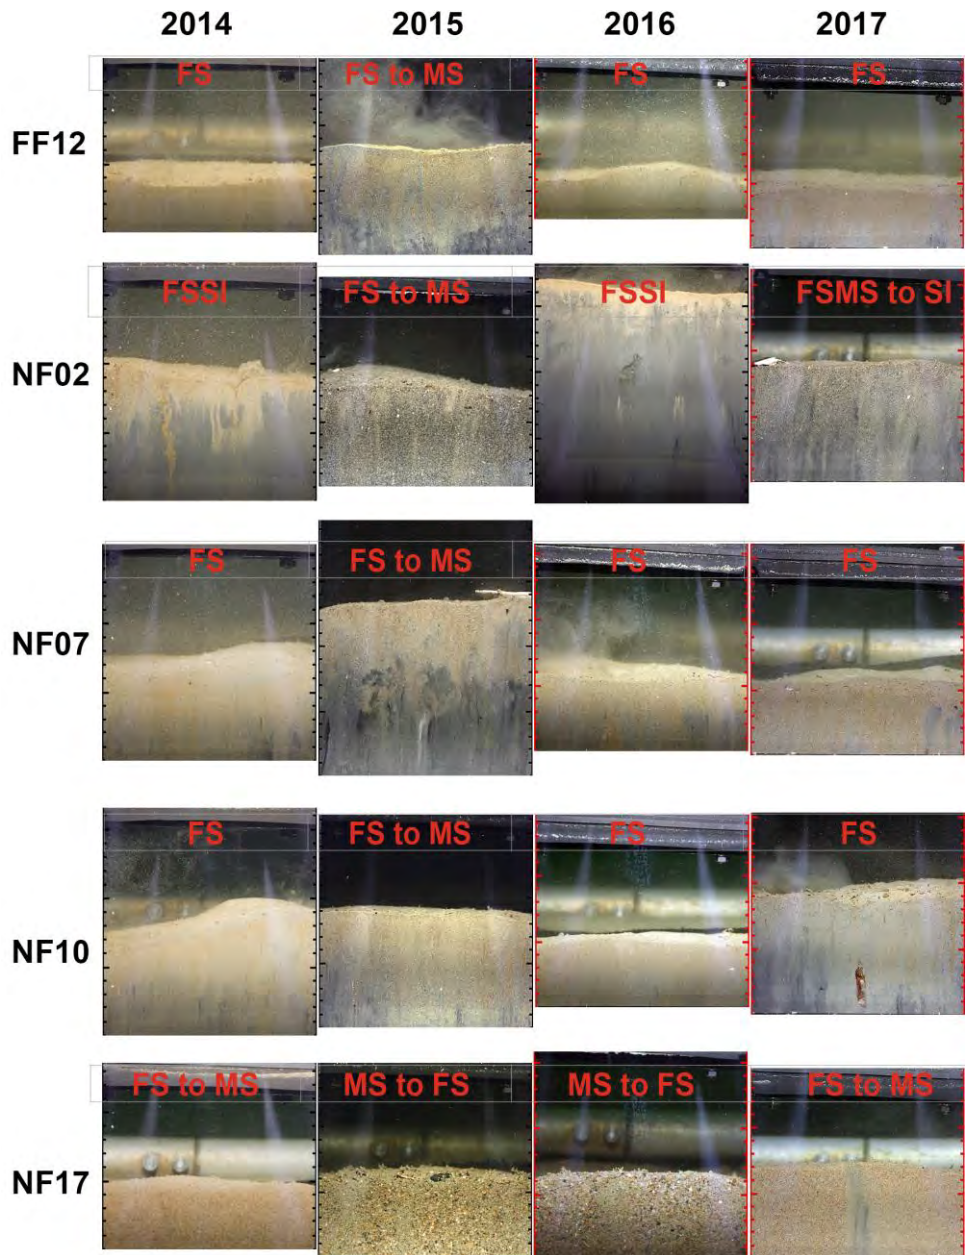 2014 2015 2016 2017
FF12 FS FS to MS FS FS
NF02 FSSI FS to MS FSSI FSMS to SI
NF07 FS FS to MS FS FS
NF10 FS FS to MS FS FS
NF17 FS to MS MS to FS MS to FS FS to MS